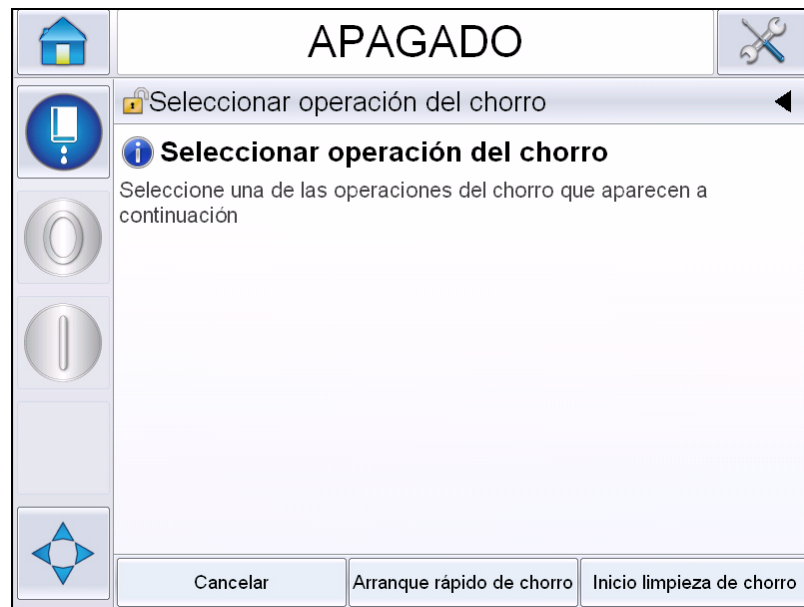 APAGADO
Seleccionar operación del chorro
Seleccionar operación del chorro
Seleccione una de las operaciones del chorro que aparecen a
continuación
Cancelar
Arranque rápido de chorro
Inicio limpieza de chorro